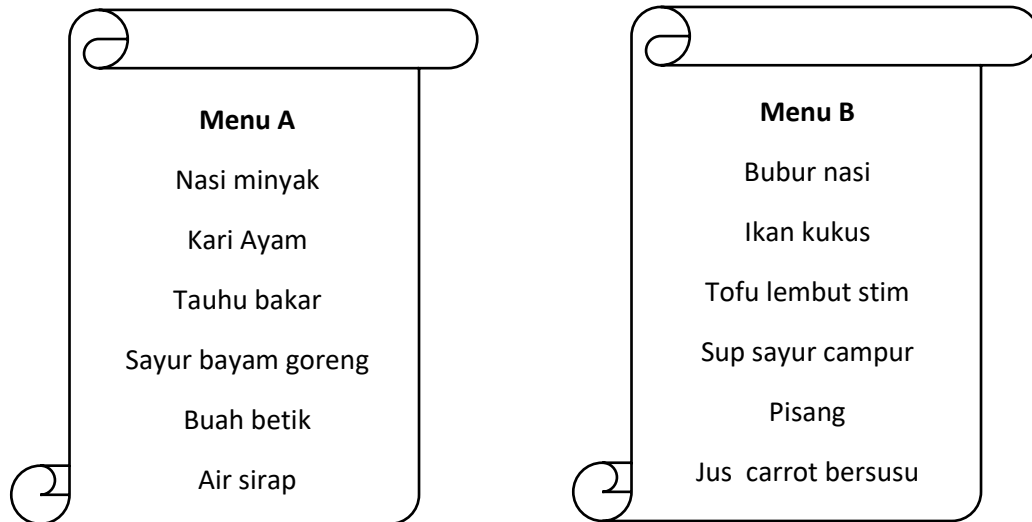 Menu A
Nasi minyak
Kari Ayam
Tauhu bakar
Sayur bayam goreng
Buah betik
Air sirap
Menu B
Bubur nasi
Ikan kukus
Tofu lembut stim
Sup sayur campur
Pisang
Jus carrot bersusu